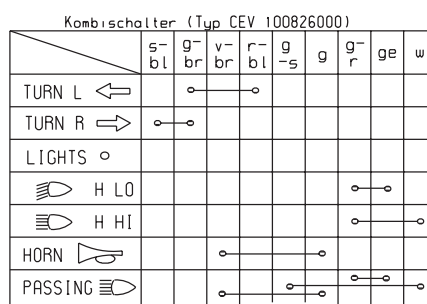 Kombischalter (Typ CEV 100826000)
s-bl g-br v-br r-bl g-s g g-r ge w
TURN L
TURN R
LIGHTS
H LO
H HI
HORN
PASSING